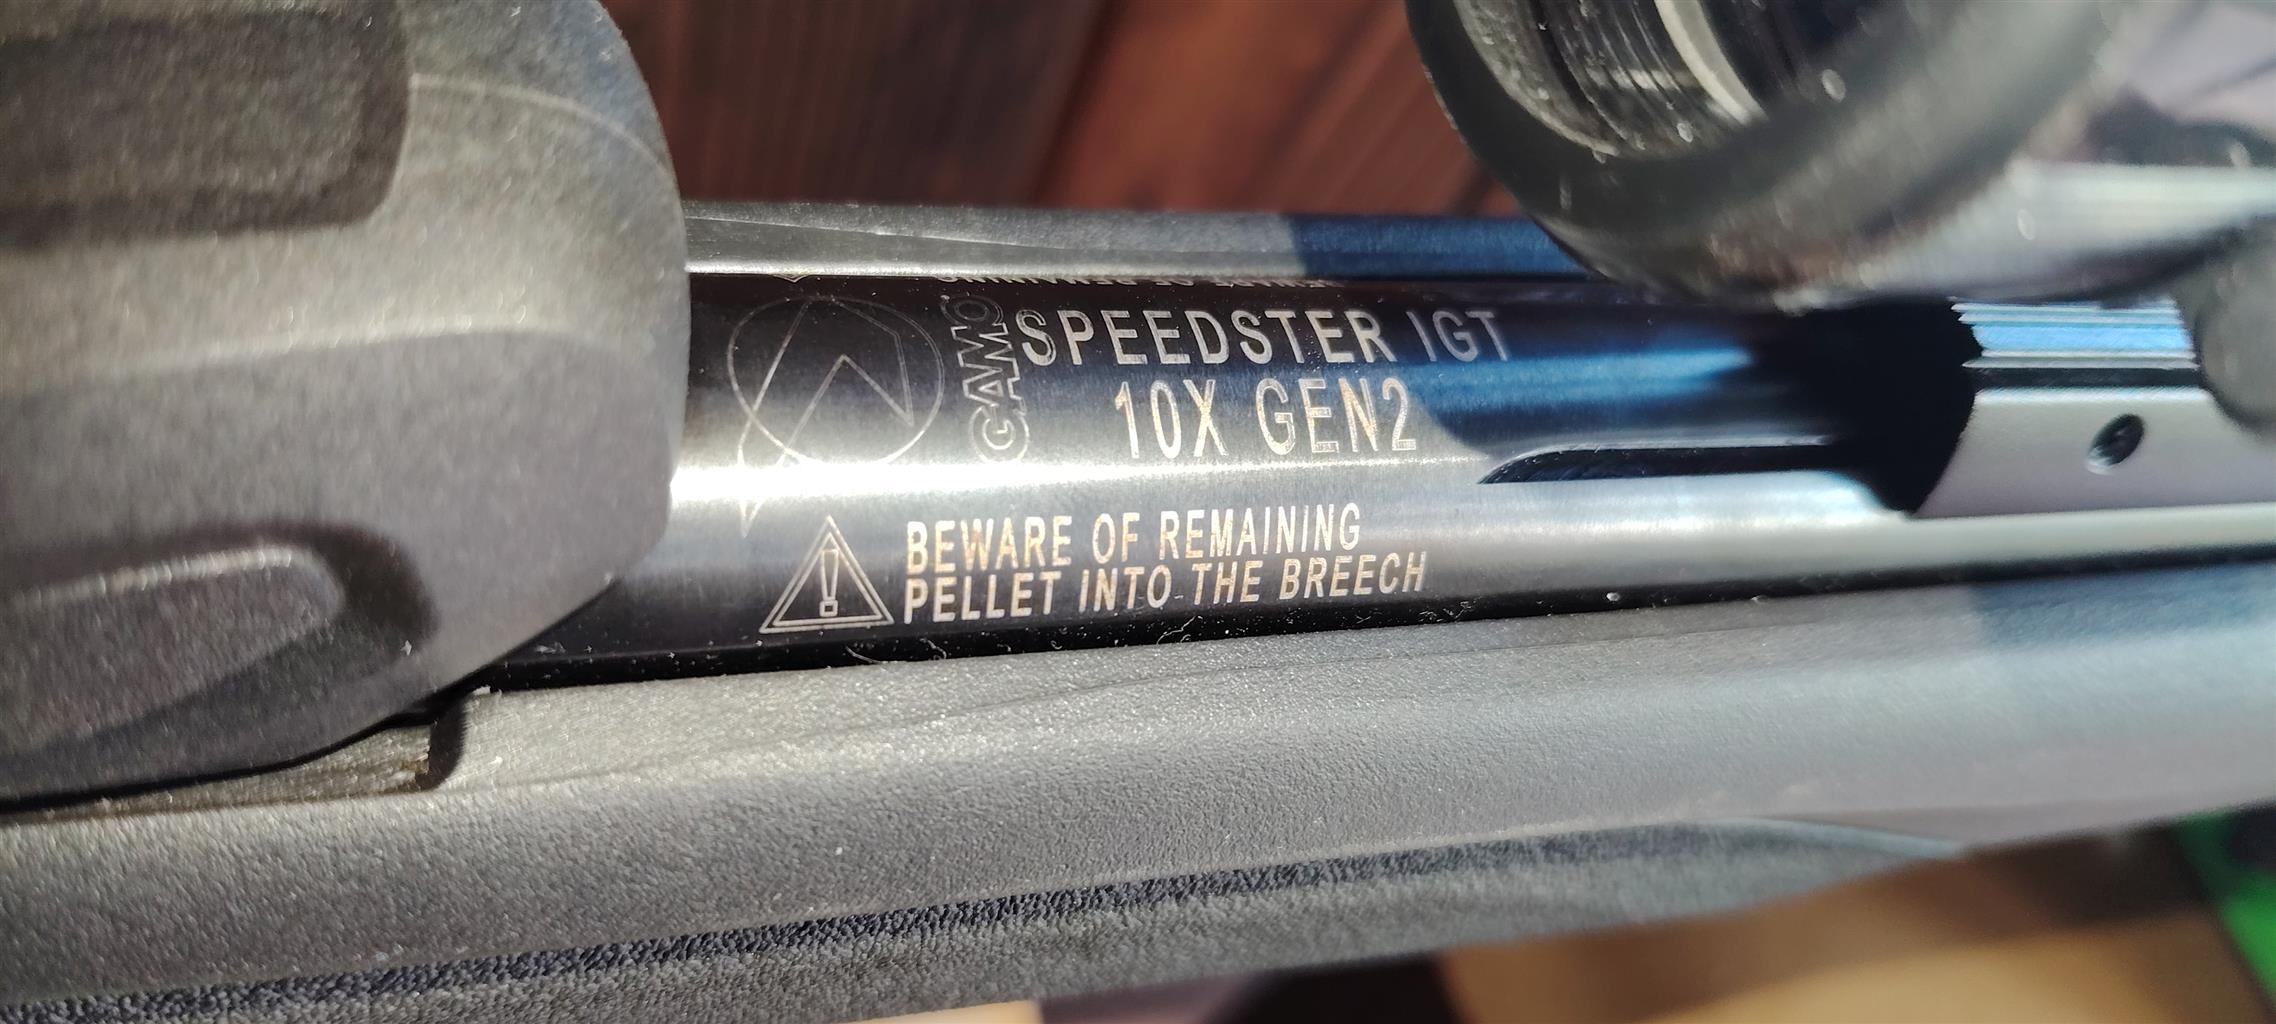 GAMO
SPEEDSTER IGT
10X GEN2
BEWARE OF REMAINING
PELLET INTO THE BREECH